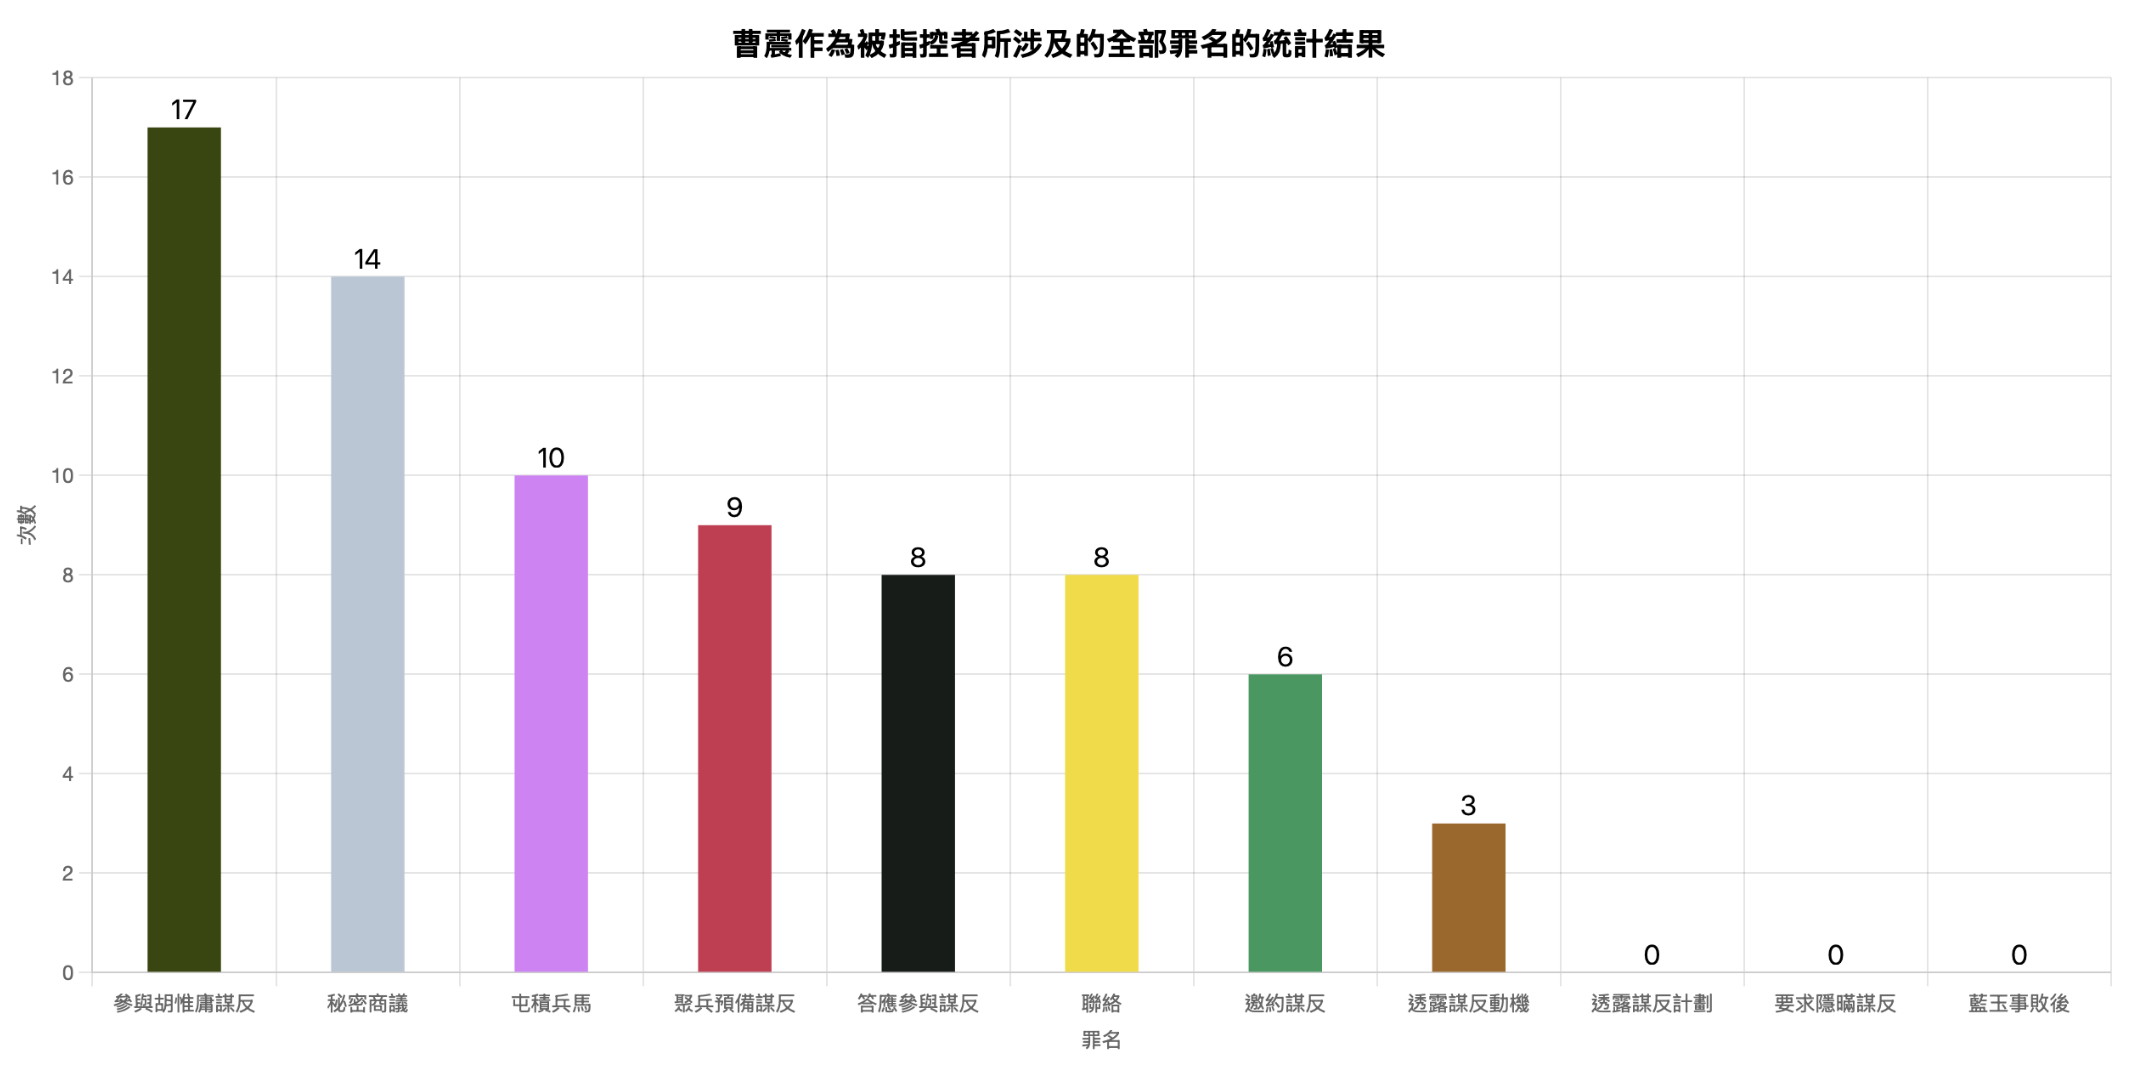 曹震作為被指控者所涉及的全部罪名的統計結果
18
16
14
12
10
8
6
4
2
0
次數
17
14
10
9
8
8
6
3
0
0
0
參與胡惟庸謀反
秘密商議
屯積兵馬
聚兵預備謀反
答應參與謀反
聯絡
邀約謀反
透露謀反動機
透露謀反計劃
要求隱瞞謀反
藍玉事敗後
罪名